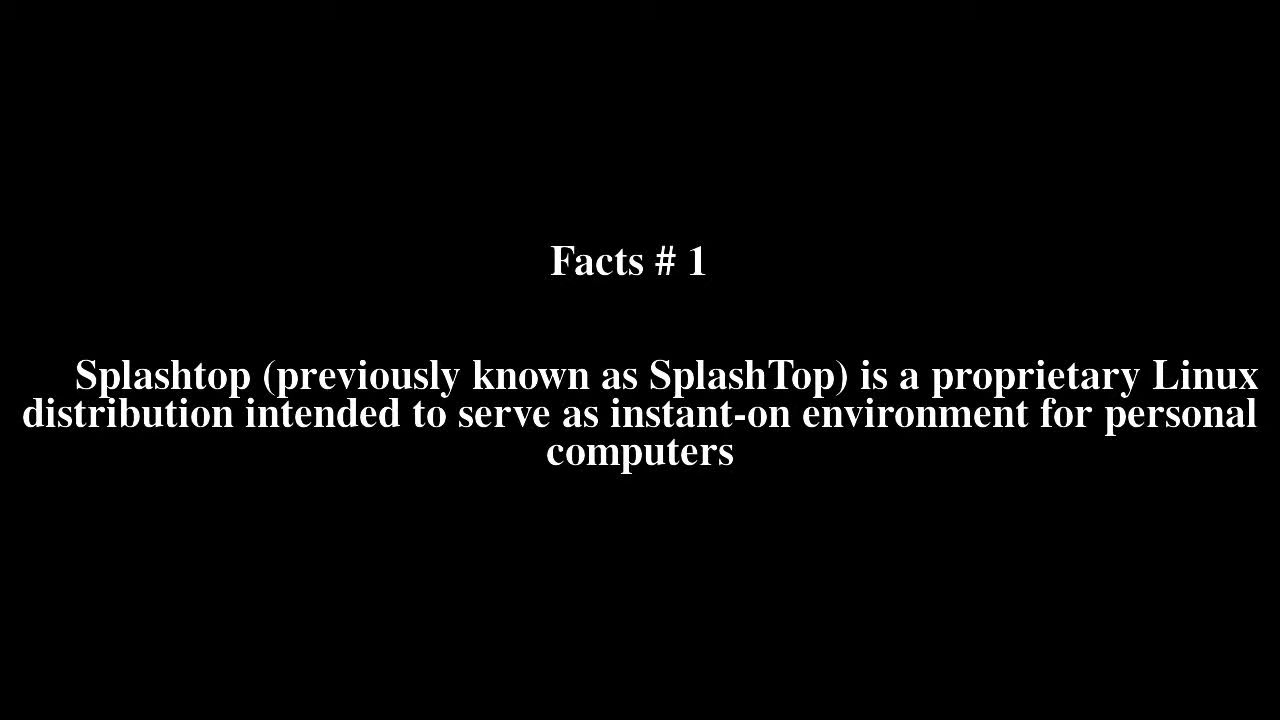 Facts # 1
Splashtop (previously known as SplashTop) is a proprietary Linux
distribution intended to serve as instant-on environment for personal
computers